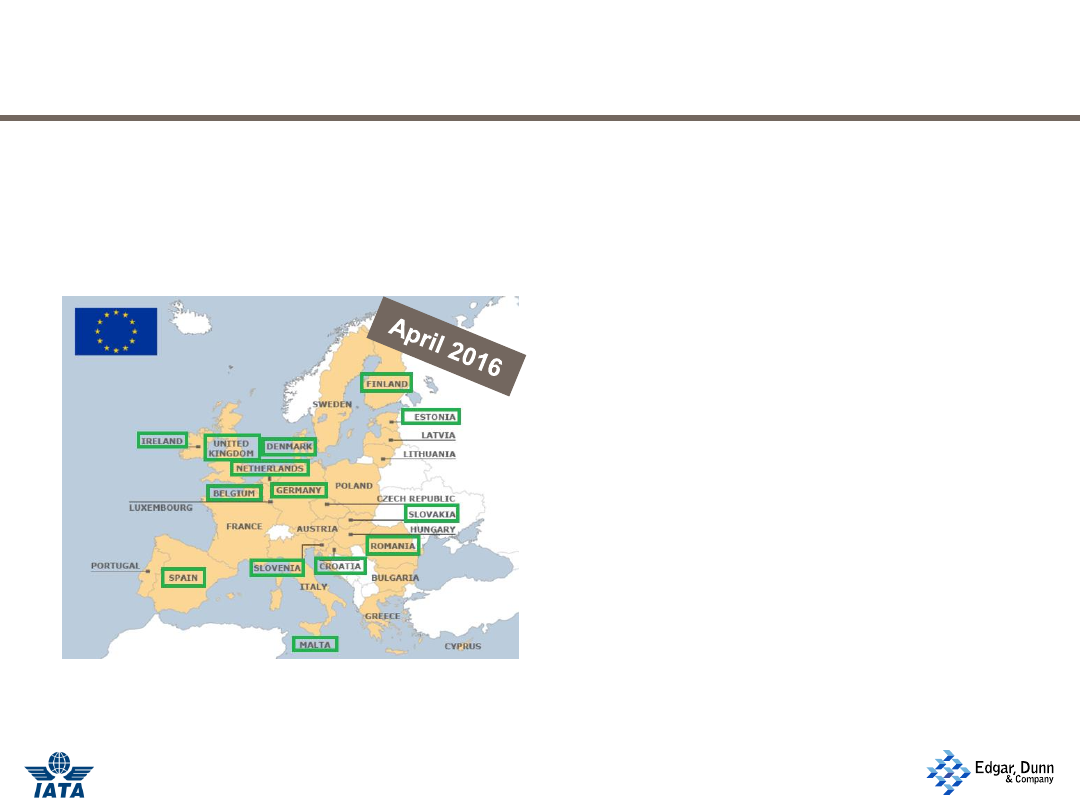 April 2016
FINLAND
SWEDEN
ESTONIA
LATVIA
LITHUANIA
IRELAND
UNITED
KINGDOM
DENMARK
NETHERLANDS
BELGIUM
GERMANY
POLAND
CZECH REPUBLIC
LUXEMBOURG
SLOVAKIA
FRANCE
AUSTRIA
HUNGARY
ROMANIA
PORTUGAL
SPAIN
SLOVENIA
CROATIA
ITALY
BULGARIA
GREECE
MALTA
CYPRUS
IATA
Edgar, Dunn
& Company